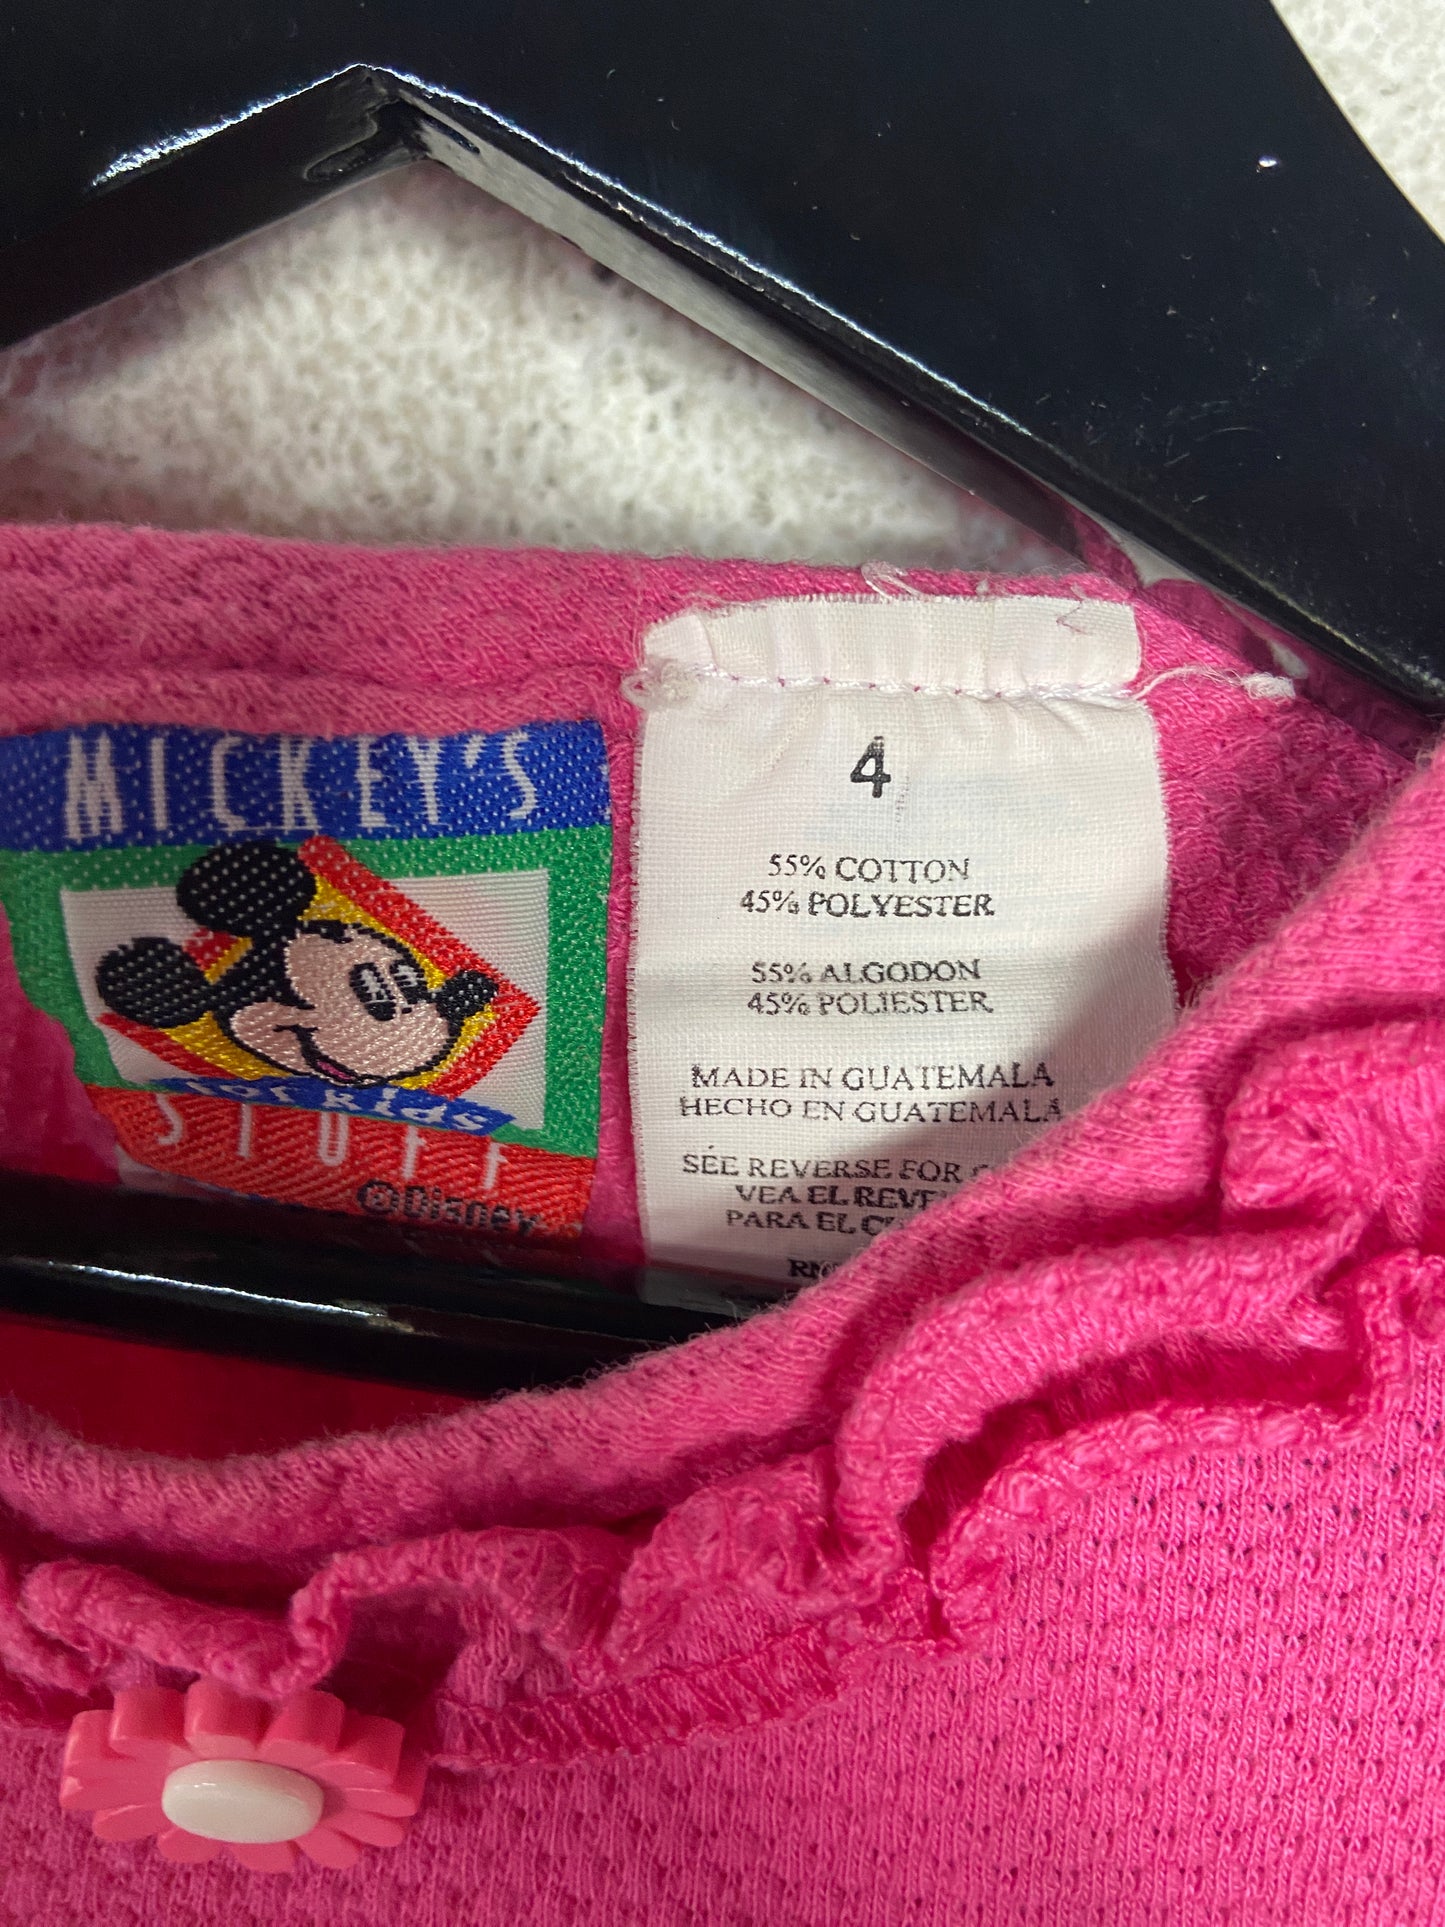 MICKEY'S
for kids
STUFF
©Disney
4
55% COTTON
45% POLYESTER
55% ALGODON
45% POLIESTER
MADE IN GUATEMALA
HECHO EN GUATEMALA
SEE REVERSE FOR
VEA EL
PARA EL